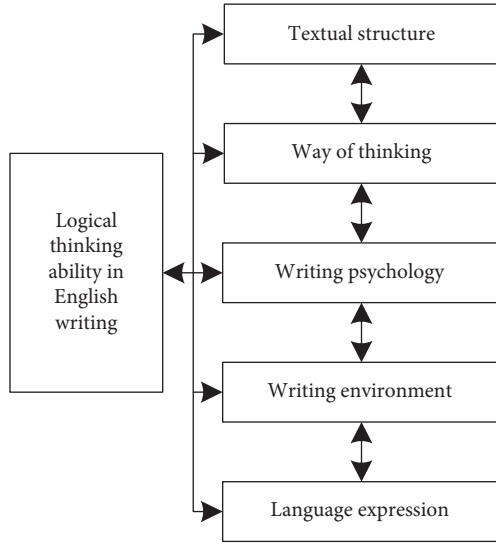 Textual structure
Way of thinking
Logical
thinking
ability in
English
writing
Writing psychology
Writing environment
Language expression